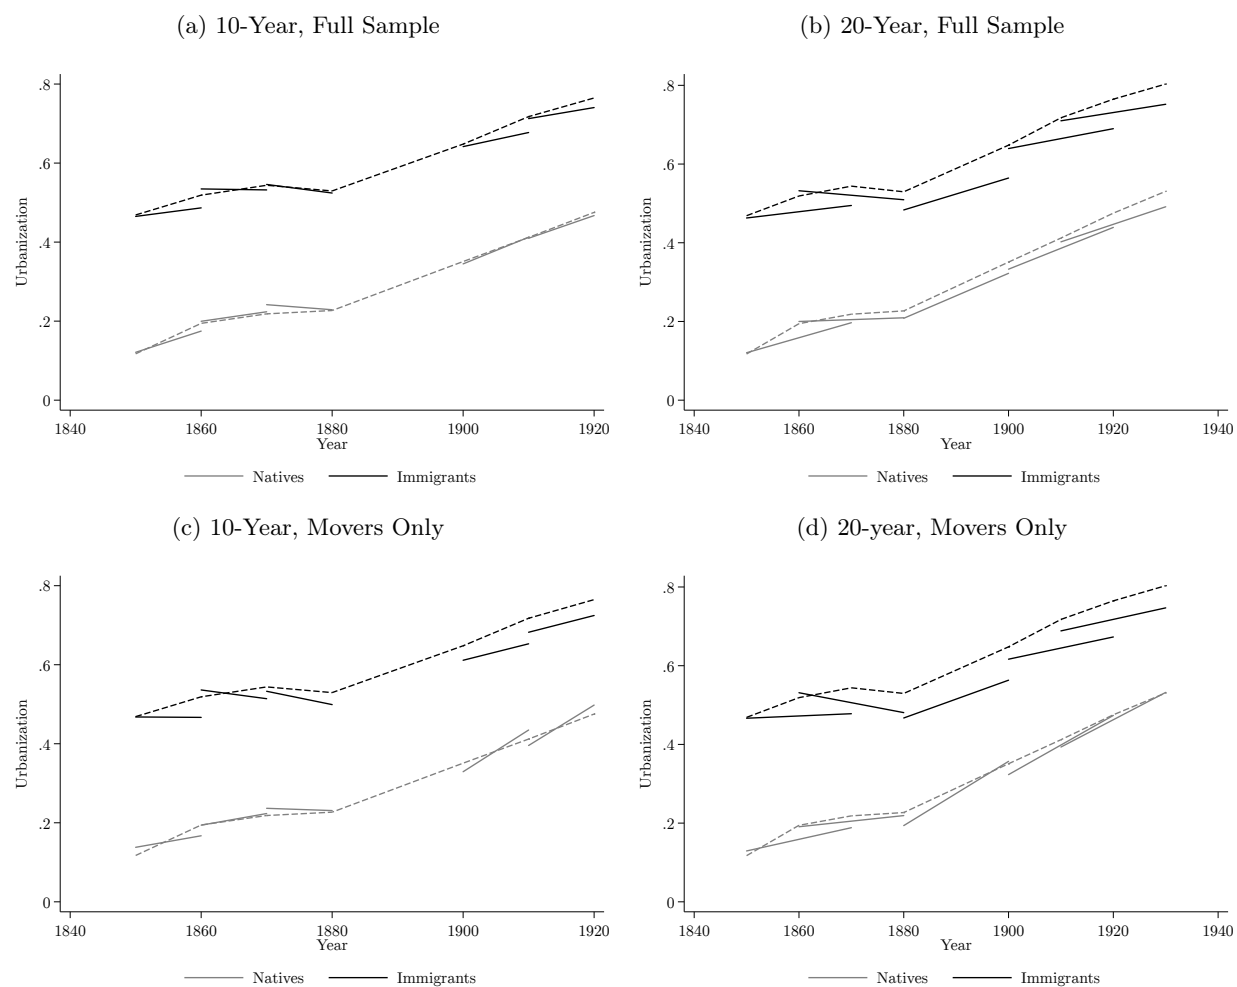 (a) 10-Year, Full Sample
.8
.6
.4
.2
0
Urbanization
1840 1860 1880 1900 1920
Year
Natives Immigrants
(b) 20-Year, Full Sample
.8
.6
.4
.2
0
Urbanization
1840 1860 1880 1900 1920 1940
Year
Natives Immigrants
(c) 10-Year, Movers Only
.8
.6
.4
.2
0
Urbanization
1840 1860 1880 1900 1920
Year
Natives Immigrants
(d) 20-year, Movers Only
.8
.6
.4
.2
0
Urbanization
1840 1860 1880 1900 1920 1940
Year
Natives Immigrants